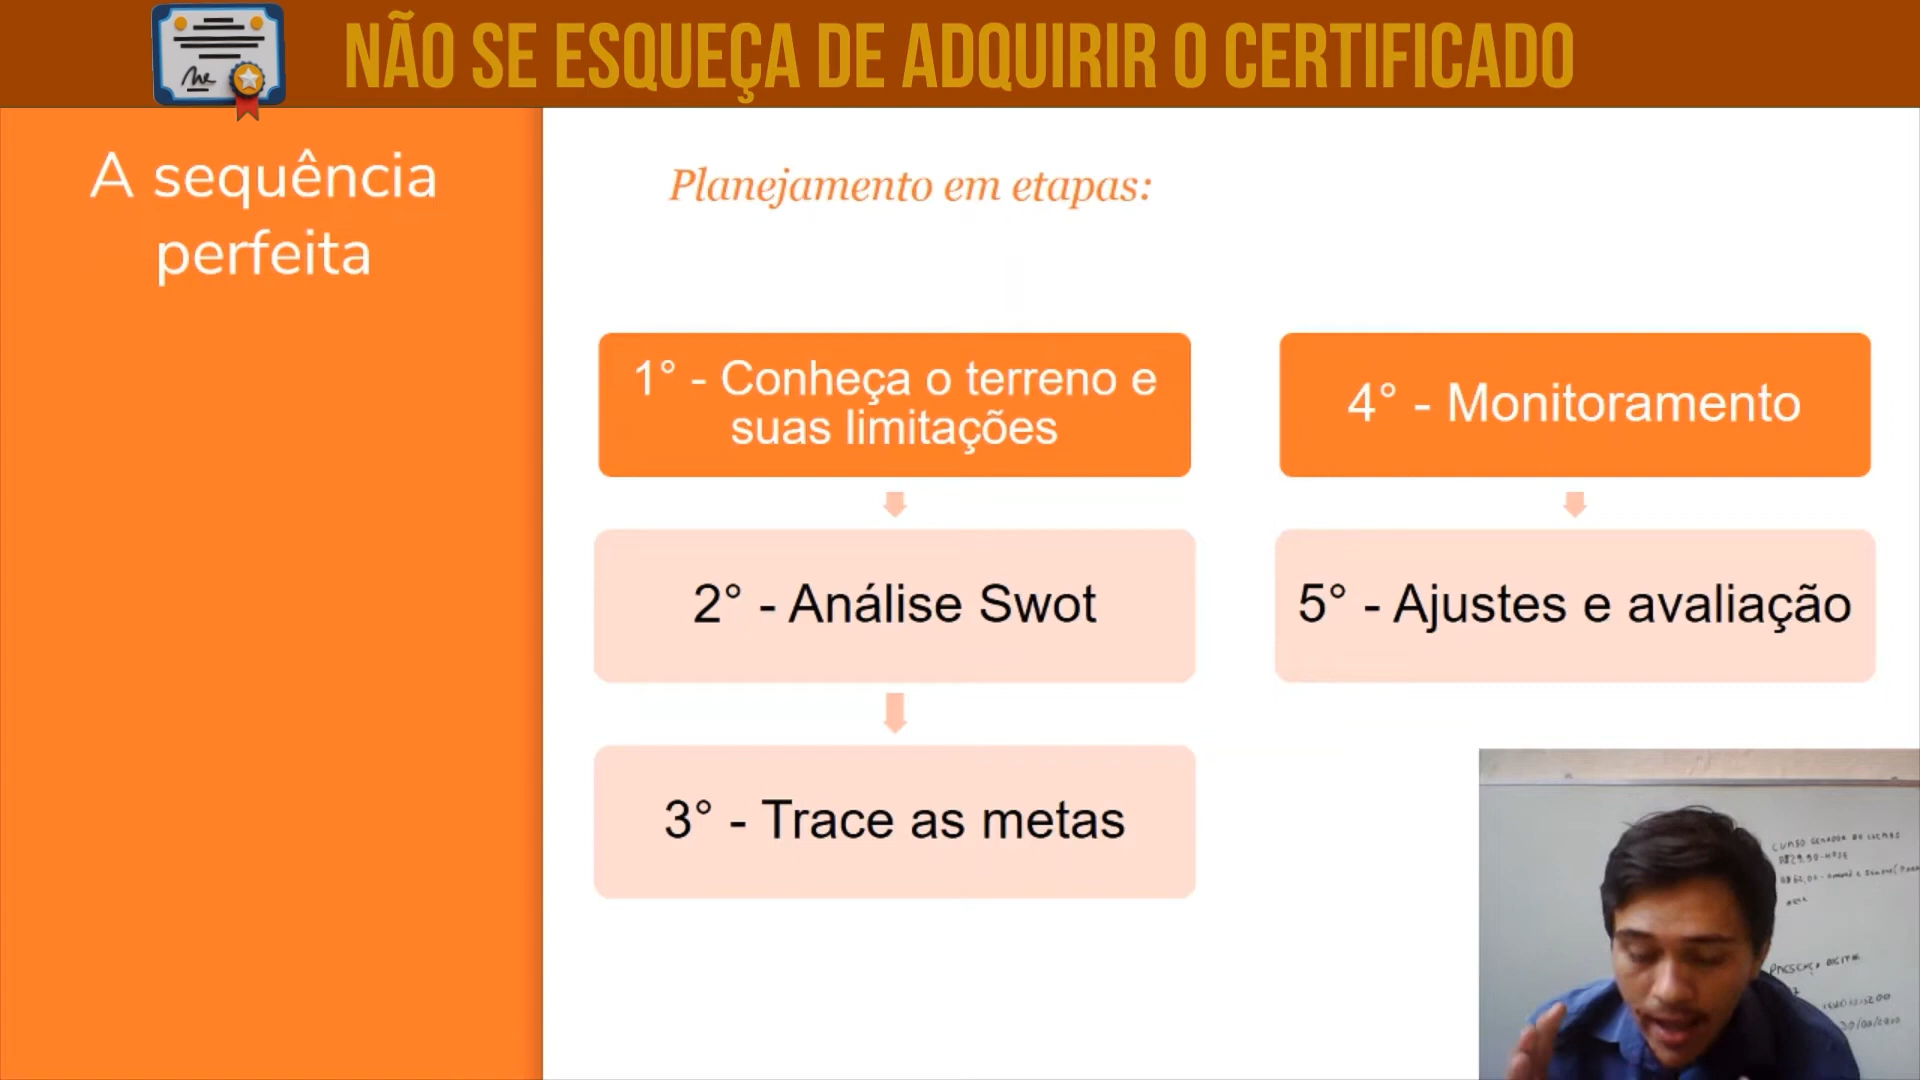 NÃO SE ESQUEÇA DE ADQUIRIR O CERTIFICADO
A sequência
perfeita
Planejamento em etapas:
1° - Conheça o terreno e
suas limitações
2° - Análise Swot
3° - Trace as metas
4° - Monitoramento
5° - Ajustes e avaliação
CURSO